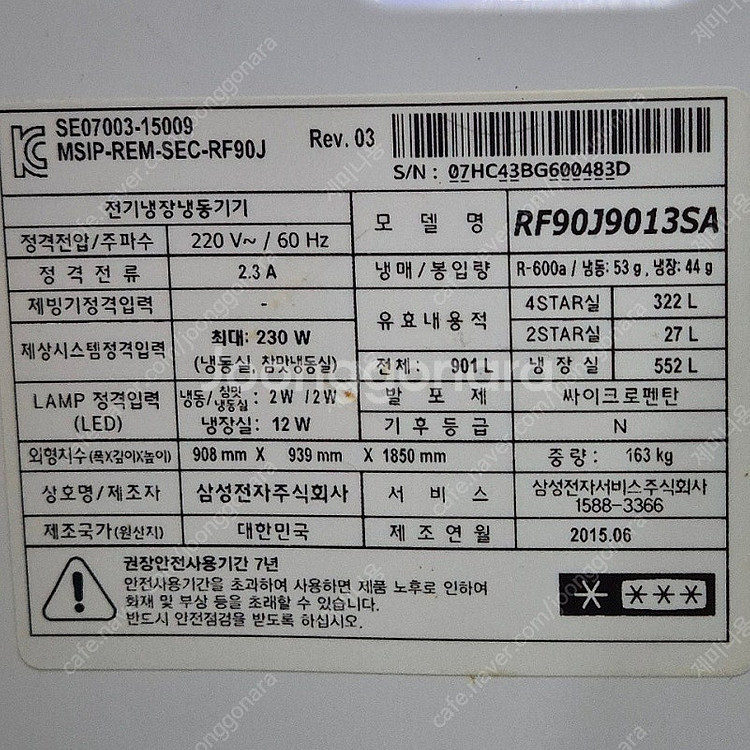 SE07003-15009
MSIP-REM-SEC-RF90J
Rev. 03
S/N : 07HC43BG600483D
전기냉장냉동기기
모 델 명 RF90J9013SA
정격전압/주파수 220 V~ / 60 Hz
정 격 전 류 2.3 A
냉매/봉입량 R-600a / 냉동: 53 g , 냉장: 44 g
제빙기정격입력 -
유효내용적 4STAR실 322 L
2STAR실 27 L
전체 : 901 L 냉 장 실 552 L
제상시스템정격입력 최대: 230 W
(냉동실, 참맛냉동실)
LAMP 정격입력
(LED)
냉동/참맛냉동실 : 2W /2W
냉장실: 12 W
발 포 제 싸이크로펜탄
기 후 등 급 N
외형치수(폭X깊이X높이) 908 mm X 939 mm X 1850 mm 중 량 : 163 kg
상호명/제조자 삼성전자주식회사
서 비 스 삼성전자서비스주식회사
1588-3366
제조국가(원산지) 대한민국 제 조 연 월 2015.06
권장안전사용기간 7년
안전사용기간을 초과하여 사용하면 제품 노후로 인하여
화재 및 부상 등을 초래할 수 있습니다.
반드시 안전점검을 받도록 하십시오.
joonggonara
cafe.naver.com/joonggonara